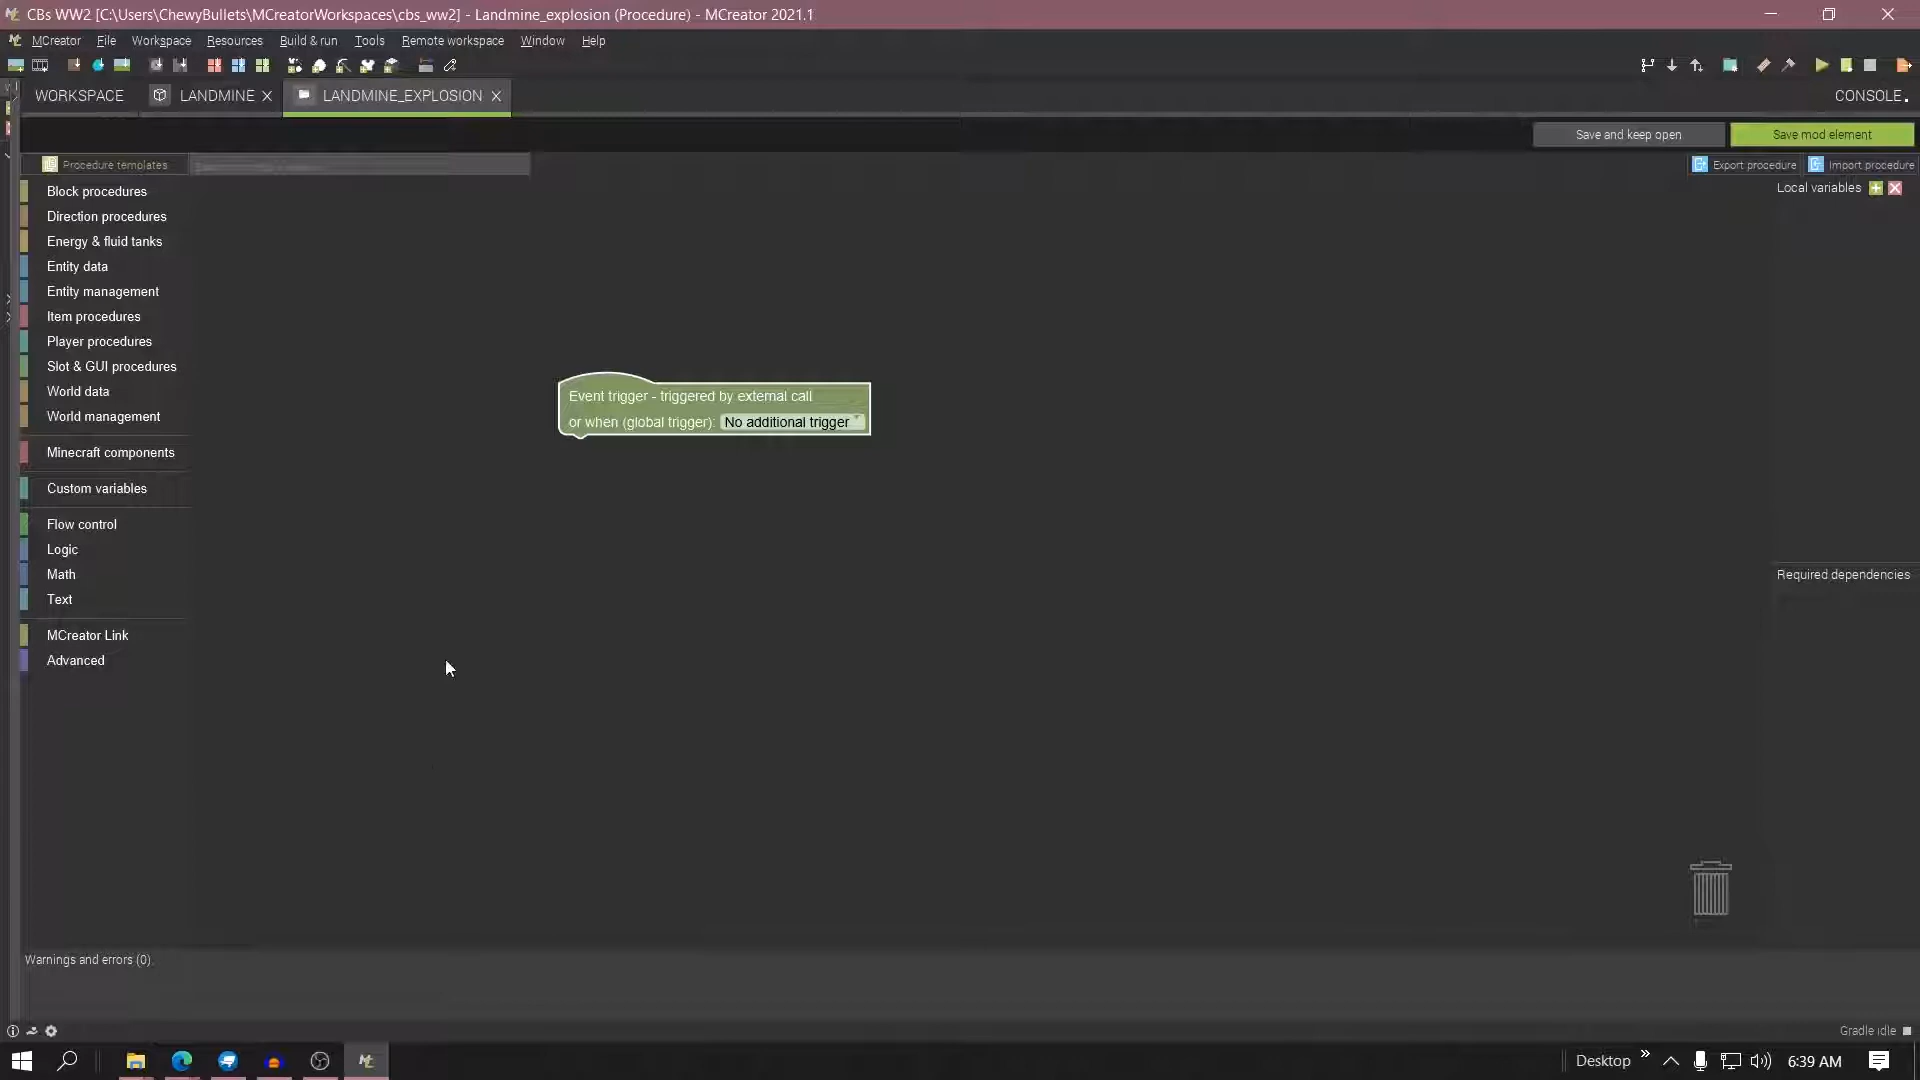 CBs WW2 [C:\Users\ChewyBullets\MCreatorWorkspaces\cbs_ww2] - Landmine_explosion (Procedure) - MCreator 2021.1
MCreator File Workspace Resources Build & run Tools Remote workspace Window Help
WORKSPACE LANDMINE LANDMINE_EXPLOSION CONSOLE
Save and keep open Save mod element
Procedure templates Export procedure Import procedure
Local variables
Block procedures
Direction procedures
Energy & fluid tanks
Entity data
Entity management
Item procedures
Player procedures
Slot & GUI procedures
World data
World management
Minecraft components
Custom variables
Flow control
Logic
Math
Text
MCreator Link
Advanced
Event trigger - triggered by external call
or when (global trigger): No additional trigger
Required dependencies
Warnings and errors (0)
Gradle idle
Desktop 6:39 AM